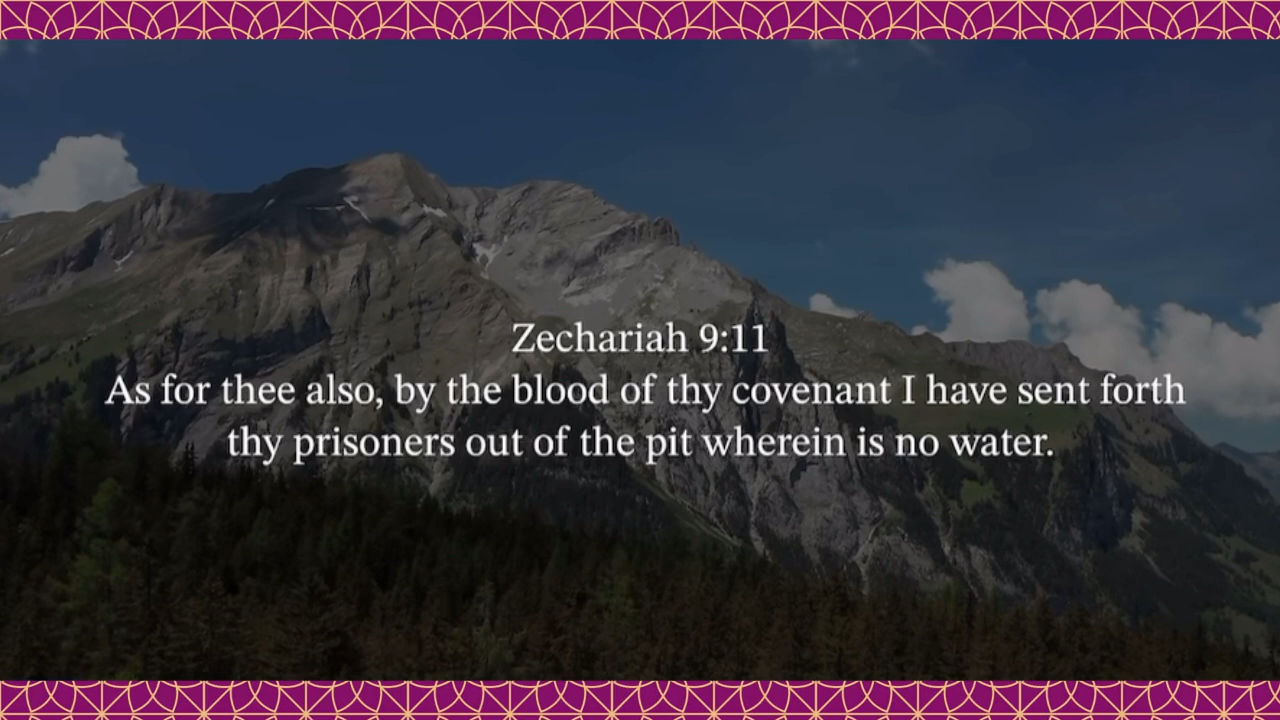 Zechariah 9:11
As for thee also, by the blood of thy covenant I have sent forth
thy prisoners out of the pit wherein is no water.